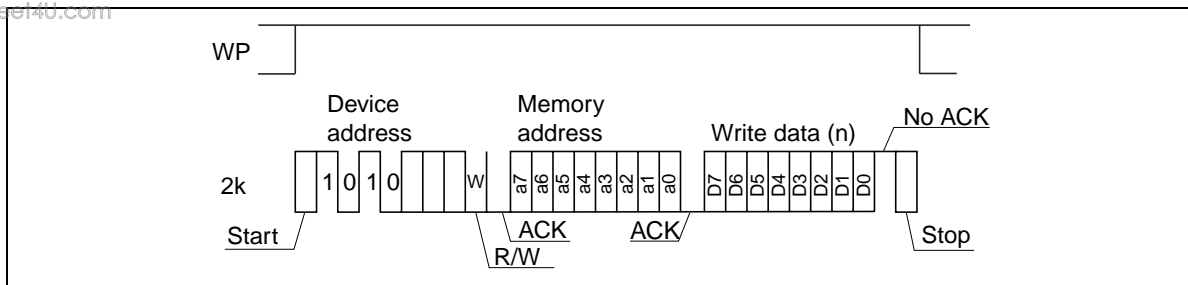 eet4U.com
WP
Device
address
Memory
address
Write data (n)
No ACK
2k
1 0 1 0 W a7 a6 a5 a4 a3 a2 a1 a0 D7 D6 D5 D4 D3 D2 D1 D0
Start
ACK
R/W
ACK
Stop